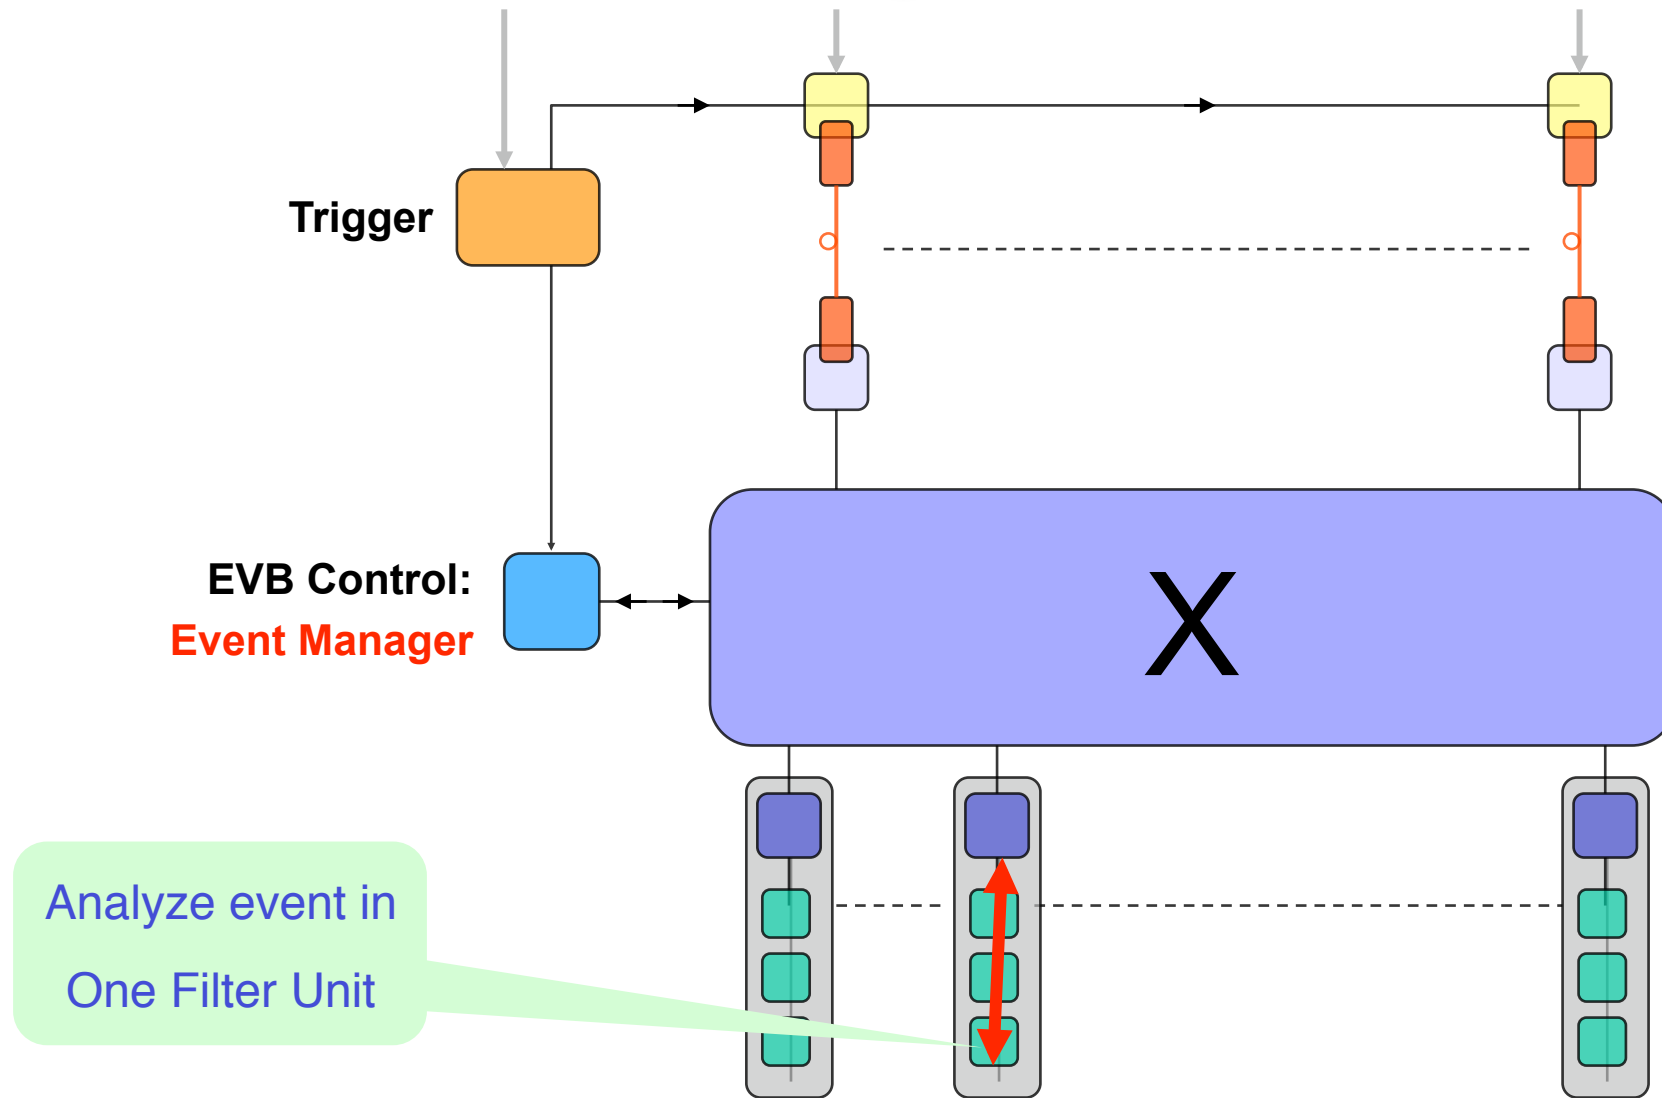 Trigger
EVB Control:
Event Manager
X
Analyze event in
One Filter Unit